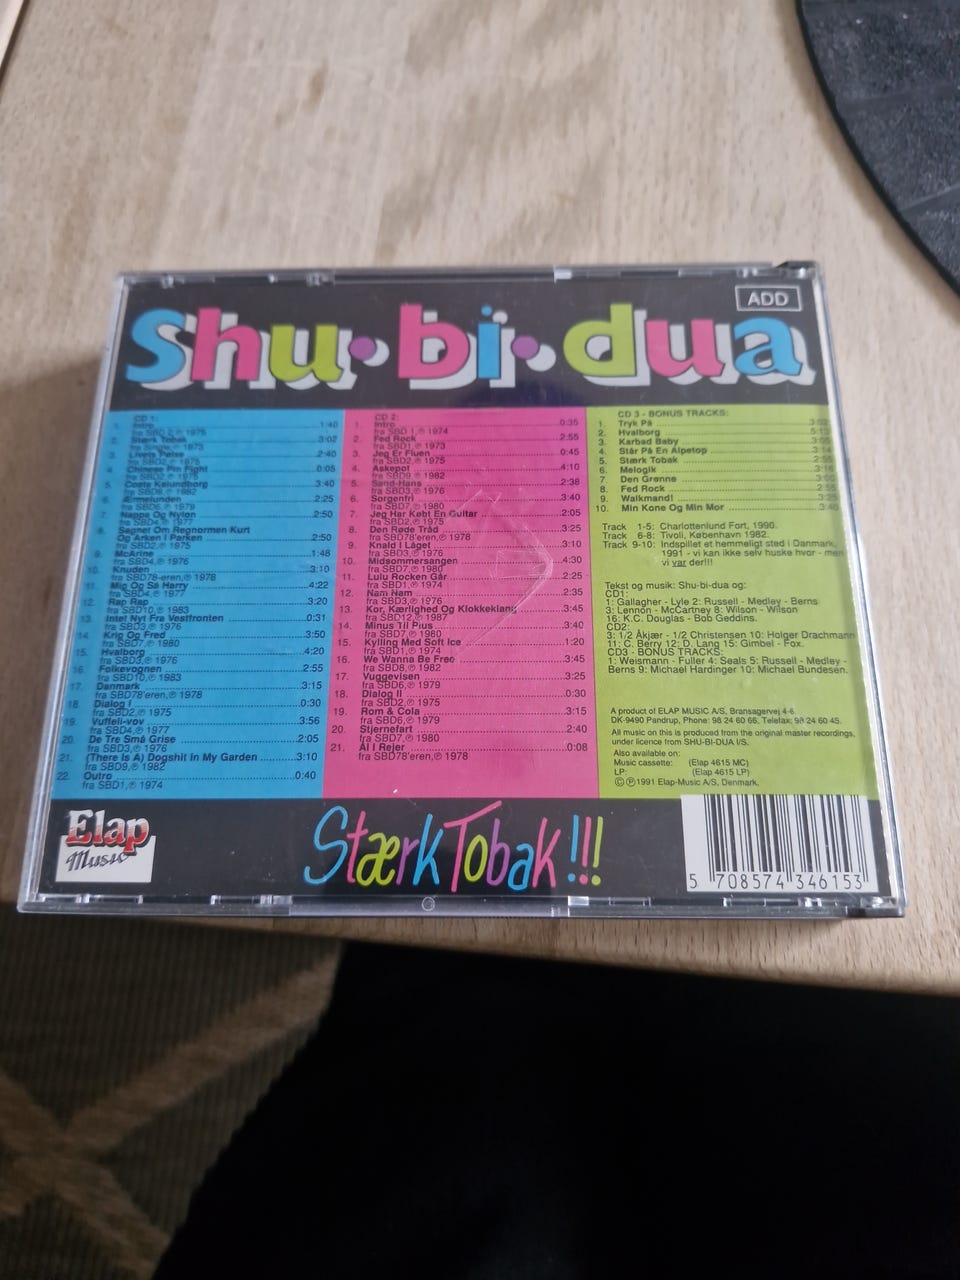 ADD
shu·bi·dua
CD 1:
1. Intro 1:40
fra SBD 2,℗ 1975
2. Stærk Tobak 3:02
fra Single,℗ 1973
3. Livets Pølse 2:40
fra SBD2,℗ 1975
4. Chinese Pin Fight 0:05
fra SBD2,℗ 1975
5. Costa Kalundborg 3:40
fra SBD8,℗ 1982
6. Ærmelunden 2:25
fra SBD6,℗ 1979
7. Nappa Og Nylon 2:50
fra SBD4,℗ 1977
8. Sagnet Om Regnormen Kurt
Og Arken I Parken 2:50
fra SBD2,℗ 1975
9. McArine 1:48
fra SBD4,℗ 1976
10. Knuden 3:10
fra SBD78-eren,℗ 1978
11. Mig Og Så Harry 4:22
fra SBD4,℗ 1977
12. Rap Rap 3:20
fra SBD10,℗ 1983
13. Intet Nyt Fra Vestfronten 0:31
fra SBD3,℗ 1976
14. Krig Og Fred 3:50
fra SBD7,℗ 1980
15. Hvalborg 4:20
fra SBD3,℗ 1976
16. Folkevognen 2:55
fra SBD10,℗ 1983
17. Danmark 3:15
fra SBD78'eren,℗ 1978
18. Dialog I 0:30
fra SBD2,℗ 1975
19. Vuffeli-vov 3:56
fra SBD4,℗ 1977
20. De Tre Små Grise 2:05
fra SBD3,℗ 1976
21. (There Is A) Dogshit In My Garden 3:10
fra SBD9,℗ 1982
22. Outro 0:40
fra SBD1,℗ 1974
CD 2:
1. Intro 0:35
fra SBD 1,℗ 1974
2. Fed Rock 2:55
fra SBD1,℗ 1973
3. Jeg Er Fluen 0:45
fra SBD2,℗ 1975
4. Askepot 4:10
fra SBD9,℗ 1982
5. Sand-Hans 2:38
fra SBD3,℗ 1976
6. Sorgenfri 3:40
fra SBD7,℗ 1980
7. Jeg Har Købt En Guitar 2:05
fra SBD2,℗ 1975
8. Den Røde Tråd 3:25
fra SBD78'eren,℗ 1978
9. Knald I Låget 3:10
fra SBD3,℗ 1976
10. Midsommersangen 4:30
fra SBD7,℗ 1980
11. Lulu Rocken Går 2:25
fra SBD1,℗ 1974
12. Nam Nam 2:35
fra SBD3,℗ 1976
13. Kor, Kærlighed Og Klokkeklang 3:45
fra SBD12,℗ 1987
14. Minus Til Pius 3:40
fra SBD7,℗ 1980
15. Kylling Med Soft Ice 1:20
fra SBD1,℗ 1974
16. We Wanna Be Free 3:45
fra SBD8,℗ 1982
17. Vuggevisen 3:25
fra SBD6,℗ 1979
18. Dialog II 0:30
fra SBD2,℗ 1975
19. Rom & Cola 3:15
fra SBD6,℗ 1979
20. Stjernefart 2:40
fra SBD7,℗ 1980
21. Ål I Rejer 0:08
fra SBD78'eren,℗ 1978
CD 3 - BONUS TRACKS:
1. Tryk På
2. Hvalborg
3. Karbad Baby
4. Står På En Alpetop
5. Stærk Tobak
6. Melogik
7. Den Grønne
8. Fed Rock
9. Walkmand!
10. Min Kone Og Min Mor
Track 1-5: Charlottenlund Fort, 1990.
Track 6-8: Tivoli, København 1982.
Track 9-10: Indspillet et hemmeligt sted i Danmark,
1991 - vi kan ikke selv huske hvor - men
vi var der!!!
Tekst og musik: Shu-bi-dua og:
CD1:
1: Gallagher - Lyle 2: Russell - Medley - Berns
3: Lennon - McCartney 8: Wilson - Wilson
16: K.C. Douglas - Bob Geddins.
CD2:
3: 1/2 Åkjær - 1/2 Christensen 10: Holger Drachmann
11: C. Berry 12: D. Lang 15: Gimbel - Fox.
CD3 - BONUS TRACKS:
1: Weismann - Fuller 4: Seals 5: Russell - Medley -
Berns 9: Michael Hardinger 10: Michael Bundesen.
A product of ELAP MUSIC A/S, Bransagervej 4-6,
DK-9490 Pandrup, Phone: 98 24 60 66, Telefax: 98 24 60 45.
All music on this is produced from the original master recordings,
under licence from SHU-BI-DUA I/S.
Also available on:
Music cassette: (Elap 4615 MC)
LP: (Elap 4615 LP)
© ℗ 1991 Elap-Music A/S, Denmark.
Elap
Music
Stærk Tobak!!!
5 708574 346153